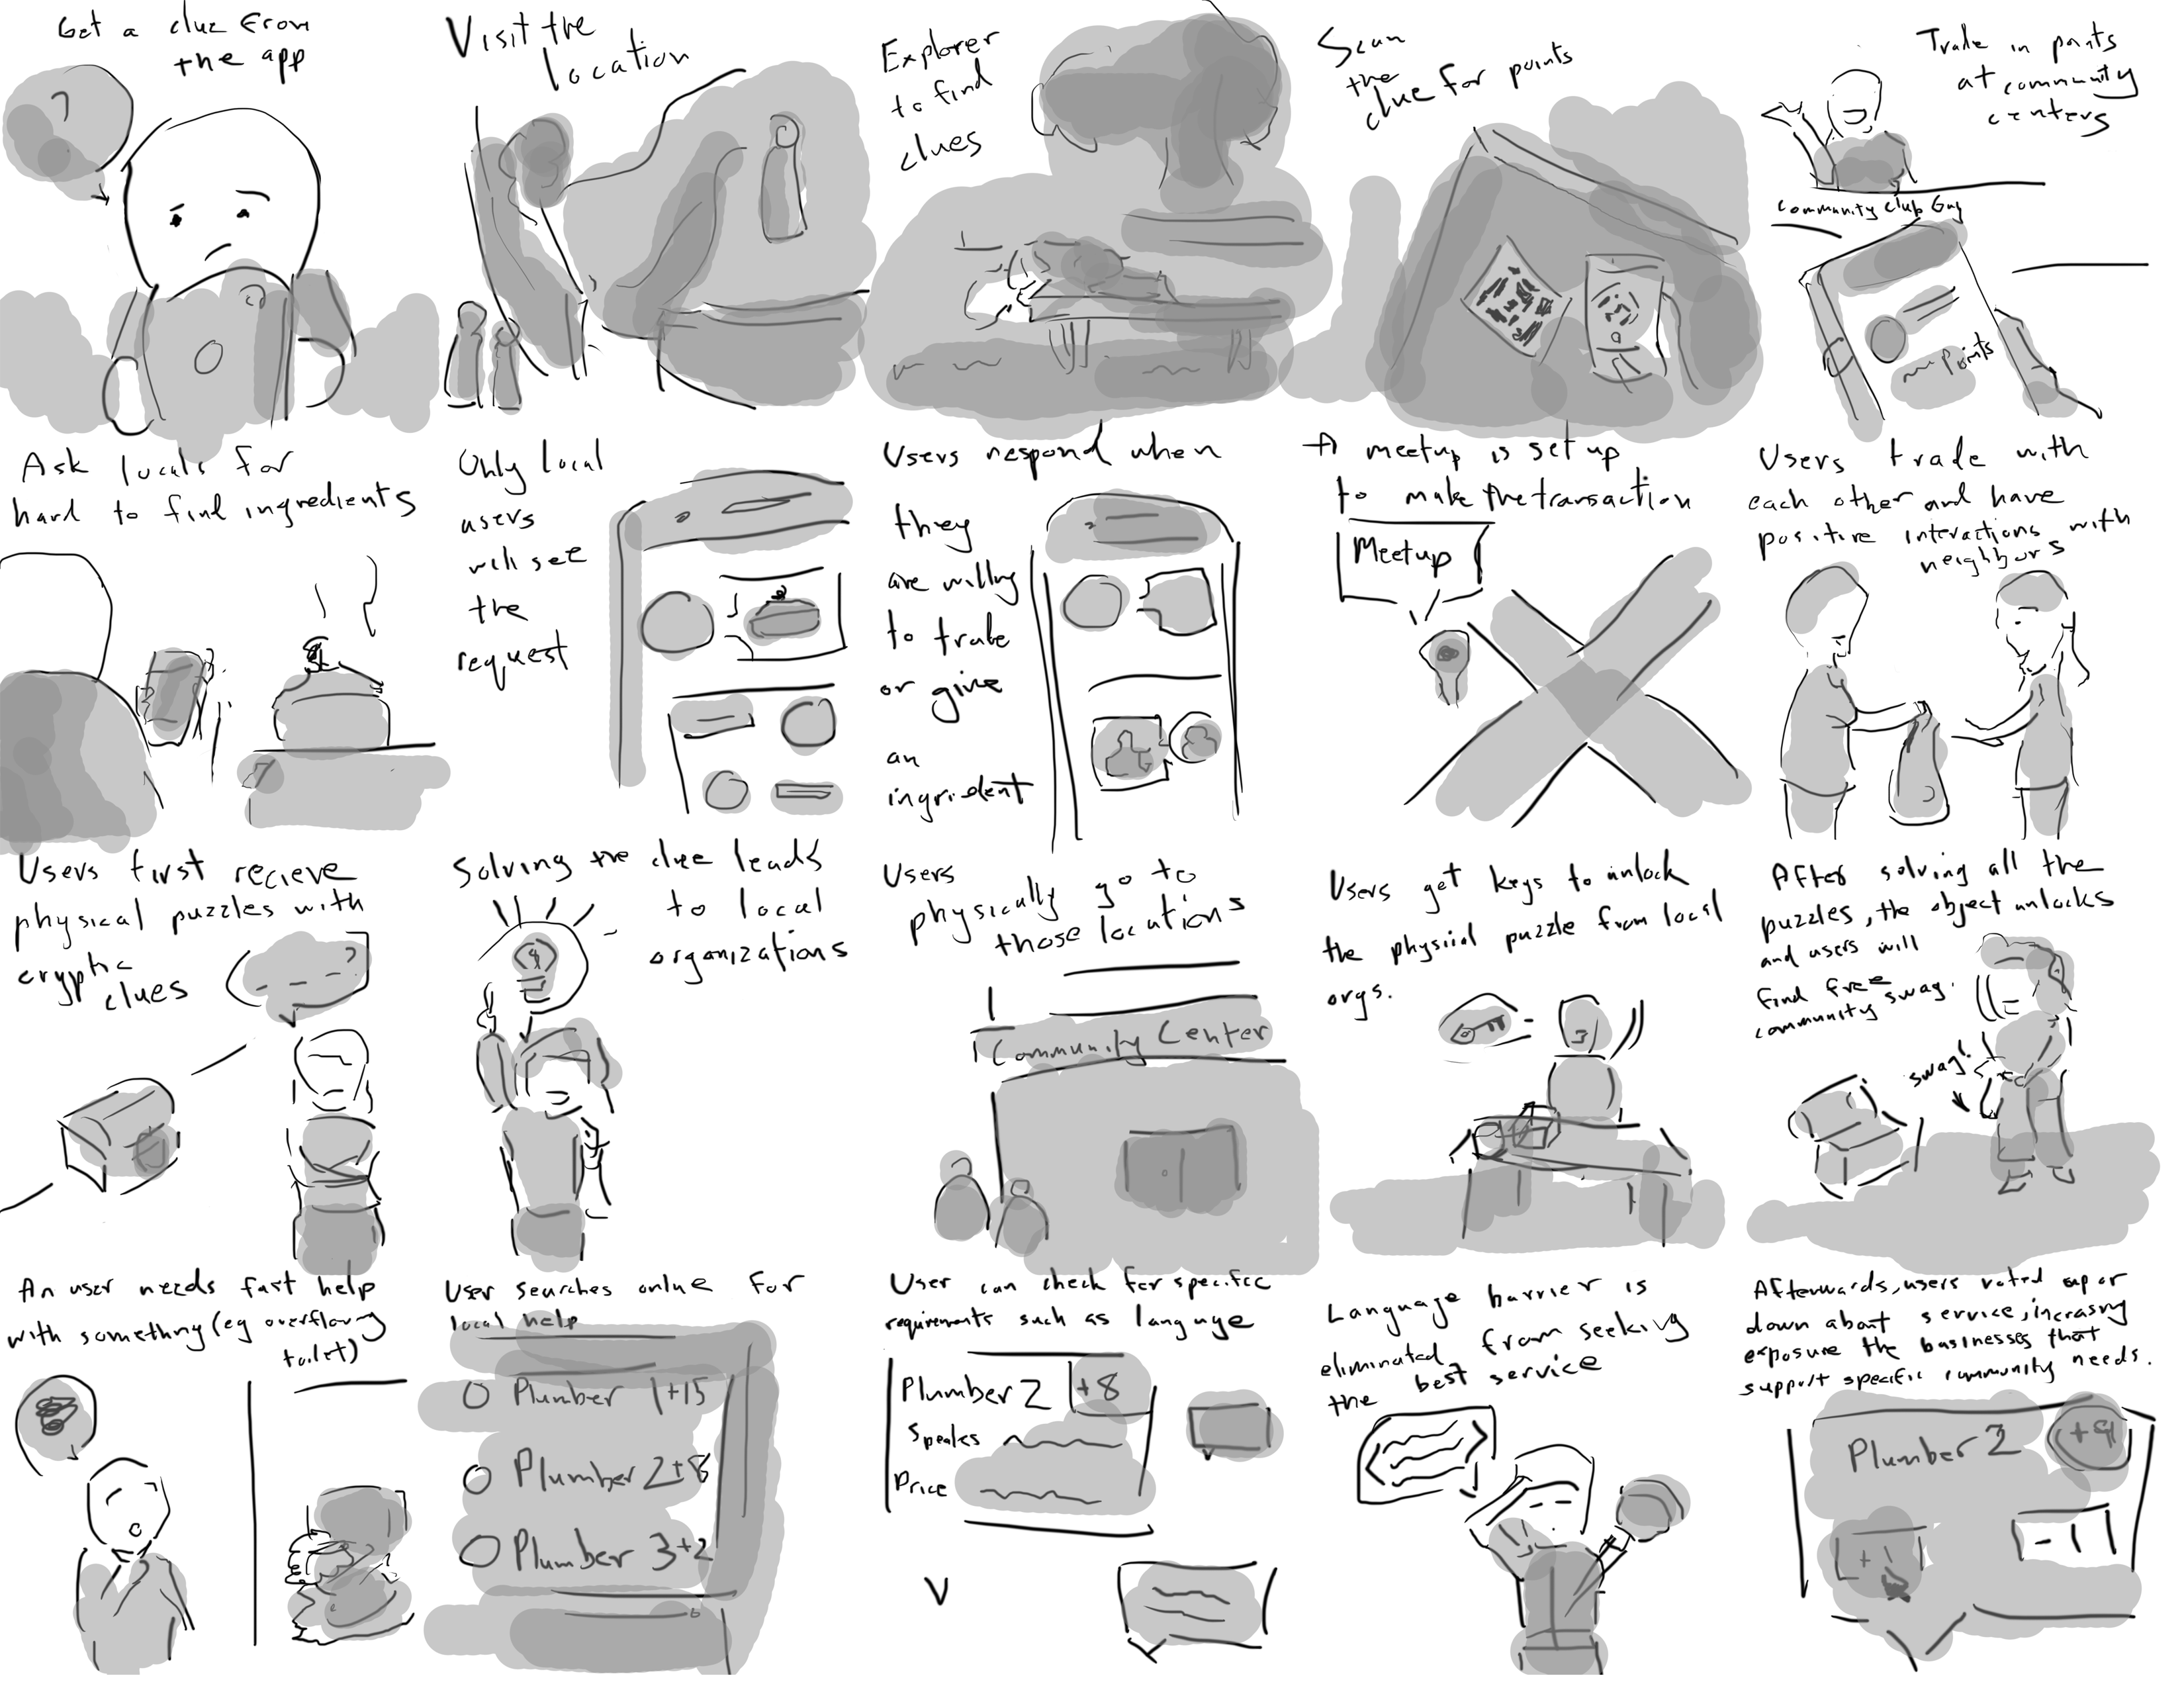 Get a clue from
the app
?
Visit the
location
Explorer
to find
clues
Scan
the
clue for points
Trade in points
at community
centers
Community Club Guy
Points
Ask locals for
hard to find ingredients
Only local
users
will see
the
request
Users respond when
they
are willing
to trade
or give
an
ingridient
A meetup is set up
to make the transaction
Meetup
Users trade with
each other and have
positive interactions with
neighbors
Users first recieve
physical puzzles with
cryptic
clues
?
Solving the clue leads
to local
organizations
Users
physically go to
those locations
Community Center
Users get keys to unlock
the physical puzzle from local
orgs.
After solving all the
puzzles, the object unlocks
and users will
find free
community swag.
swag!
An user needs fast help
with something (eg overflowing
toilet)
User searches online for
local help
Plumber 1 +15
Plumber 2 +8
Plumber 3 +2
User can check for specific
requirements such as languge
Plumber 2 +8
Speaks
Price
Language barrier is
eliminated from seeking
the best service
Afterwards, users voted up or
down about service, incrasing
exposure the businesses that
support specific community needs.
Plumber 2 +9
+1
-1